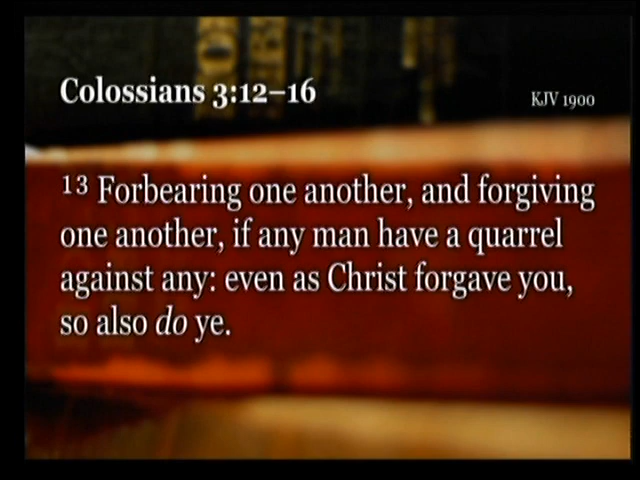 Colossians 3:12–16
KJV 1900
13 Forbearing one another, and forgiving
one another, if any man have a quarrel
against any: even as Christ forgave you,
so also do ye.